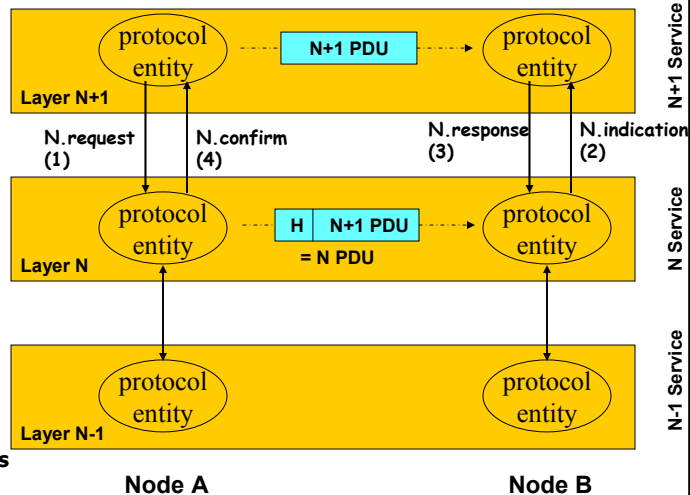 protocol
entity
N+1 PDU
protocol
entity
Layer N+1
N+1 Service
N.request
(1)
N.confirm
(4)
N.response
(3)
N.indication
(2)
protocol
entity
H N+1 PDU
= N PDU
protocol
entity
Layer N
N Service
protocol
entity
protocol
entity
Layer N-1
N-1 Service
s
Node A
Node B